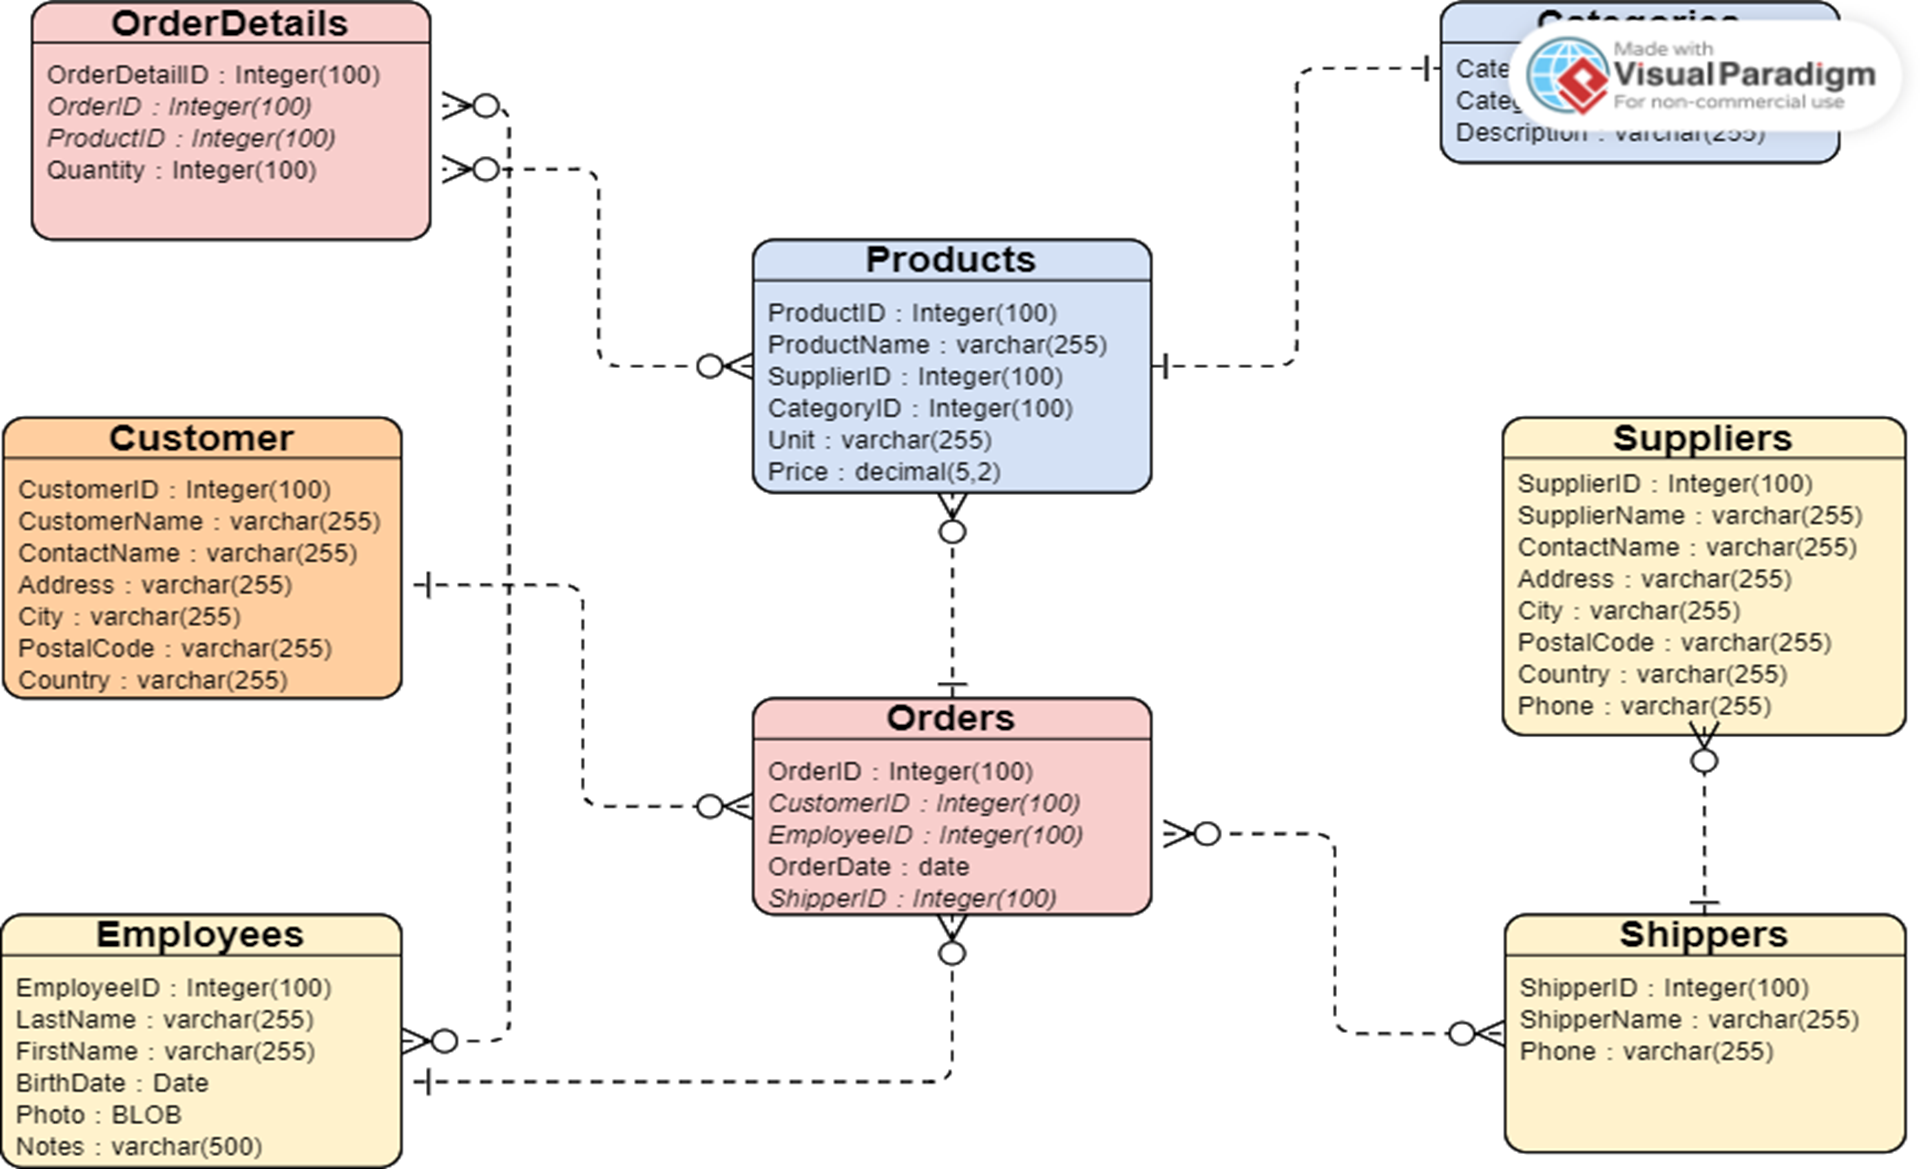 OrderDetails
OrderDetailID : Integer(100)
OrderID : Integer(100)
ProductID : Integer(100)
Quantity : Integer(100)
Categories
Made with
Visual Paradigm
For non-commercial use
Cate
Categ
Description : varchar(255)
Products
ProductID : Integer(100)
ProductName : varchar(255)
SupplierID : Integer(100)
CategoryID : Integer(100)
Unit : varchar(255)
Price : decimal(5,2)
Customer
CustomerID : Integer(100)
CustomerName : varchar(255)
ContactName : varchar(255)
Address : varchar(255)
City : varchar(255)
PostalCode : varchar(255)
Country : varchar(255)
Suppliers
SupplierID : Integer(100)
SupplierName : varchar(255)
ContactName : varchar(255)
Address : varchar(255)
City : varchar(255)
PostalCode : varchar(255)
Country : varchar(255)
Phone : varchar(255)
Orders
OrderID : Integer(100)
CustomerID : Integer(100)
EmployeeID : Integer(100)
OrderDate : date
ShipperID : Integer(100)
Employees
EmployeeID : Integer(100)
LastName : varchar(255)
FirstName : varchar(255)
BirthDate : Date
Photo : BLOB
Notes : varchar(500)
Shippers
ShipperID : Integer(100)
ShipperName : varchar(255)
Phone : varchar(255)